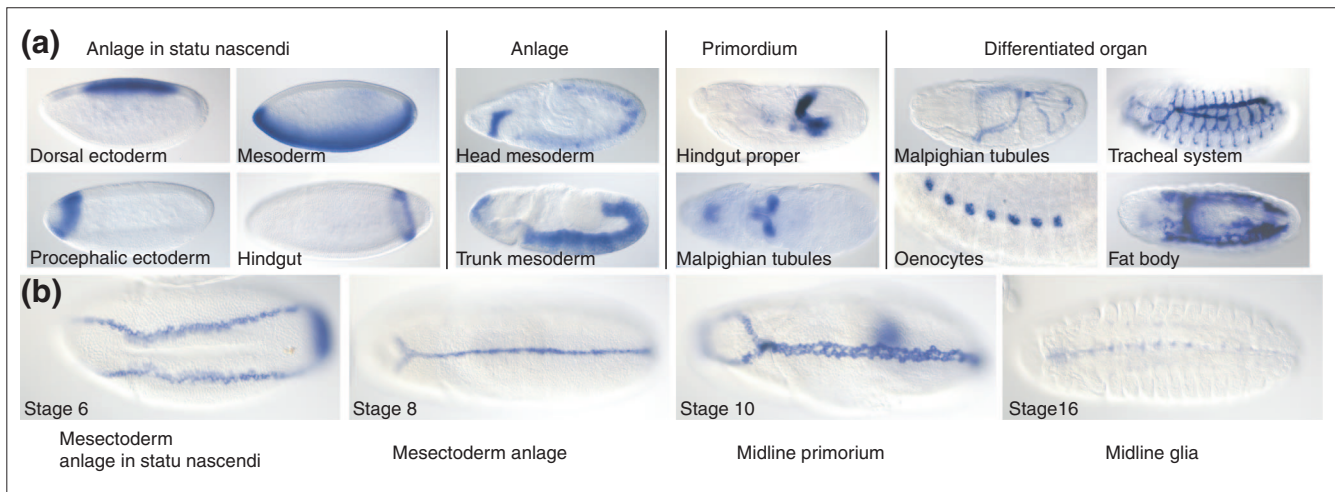 (a)
Anlage in statu nascendi
Anlage
Primordium
Differentiated organ
Dorsal ectoderm
Mesoderm
Head mesoderm
Hindgut proper
Malpighian tubules
Tracheal system
Procephalic ectoderm
Hindgut
Trunk mesoderm
Malpighian tubules
Oenocytes
Fat body
(b)
Stage 6
Stage 8
Stage 10
Stage16
Mesectoderm
anlage in statu nascendi
Mesectoderm anlage
Midline primorium
Midline glia